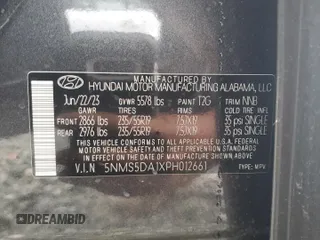 MANUFACTURED BY
HYUNDAI MOTOR MANUFACTURING ALABAMA, LLC
Jun/22/23 GVWR 5578 lbs PAINT T2G TRIM NNB
GAWR TIRES RIMS COLD TIRE INFL
FRONT 2866 lbs 235/55R19 7.5JX19 35 psi SINGLE
REAR 2976 lbs 235/55R19 7.5JX19 35 psi SINGLE
THIS VEHICLE CONFORMS TO ALL APPLICABLE
FEDERAL MOTOR VEHICLE SAFETY STANDARDS
IN EFFECT ON THE DATE OF MANUFACTURE SHOWN ABOVE
V.I.N 5NMS5DA1XPH012661 TYPE: MPV
DREAMBID